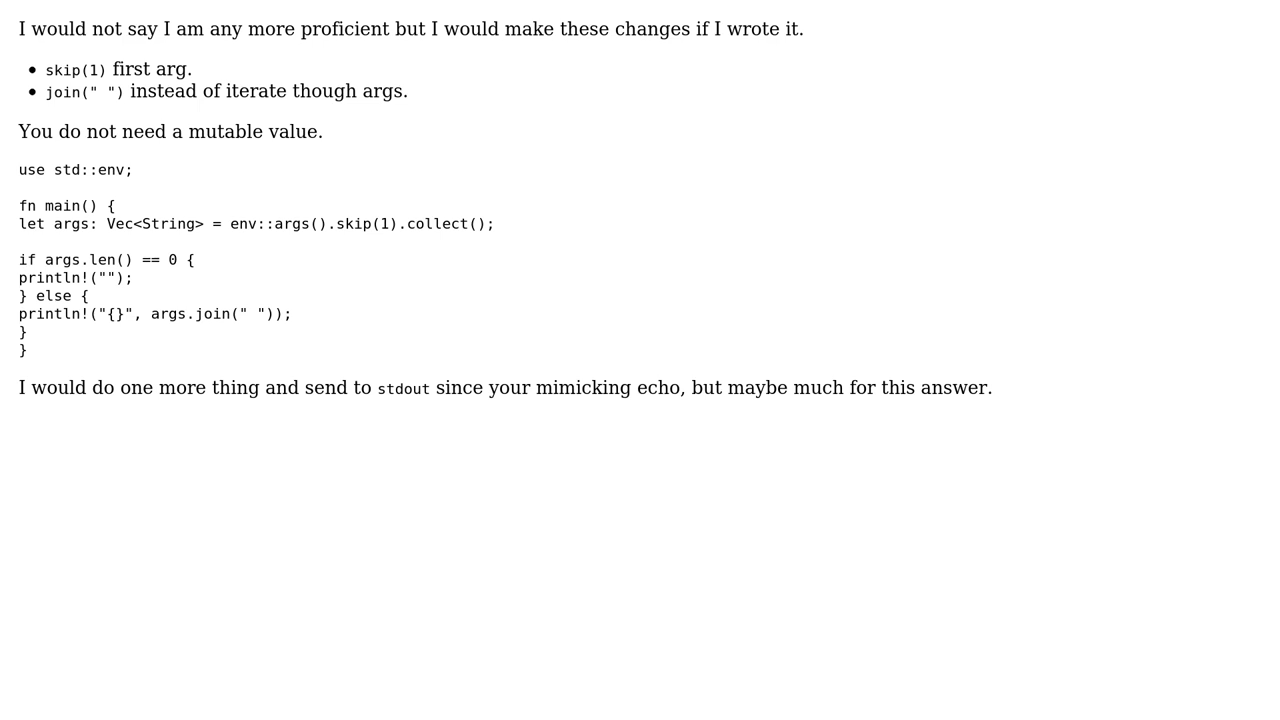 I would not say I am any more proficient but I would make these changes if I wrote it.
• skip(1) first arg.
• join(" ") instead of iterate though args.
You do not need a mutable value.
use std::env;
fn main() {
let args: Vec<String> = env::args().skip(1).collect();
if args.len() == 0 {
println!("");
} else {
println!("{}", args.join(" "));
}
}
I would do one more thing and send to stdout since your mimicking echo, but maybe much for this answer.